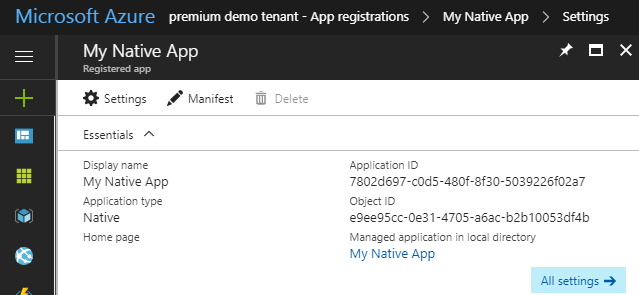 Microsoft Azure premium demo tenant - App registrations > My Native App > Settings
My Native App
Registered app
Settings Manifest Delete
Essentials
Display name Application ID
My Native App 7802d697-c0d5-480f-8f30-5039226f02a7
Application type Object ID
Native e9ee95cc-0e31-4705-a6ac-b2b10053df4b
Home page Managed application in local directory
My Native App
All settings →